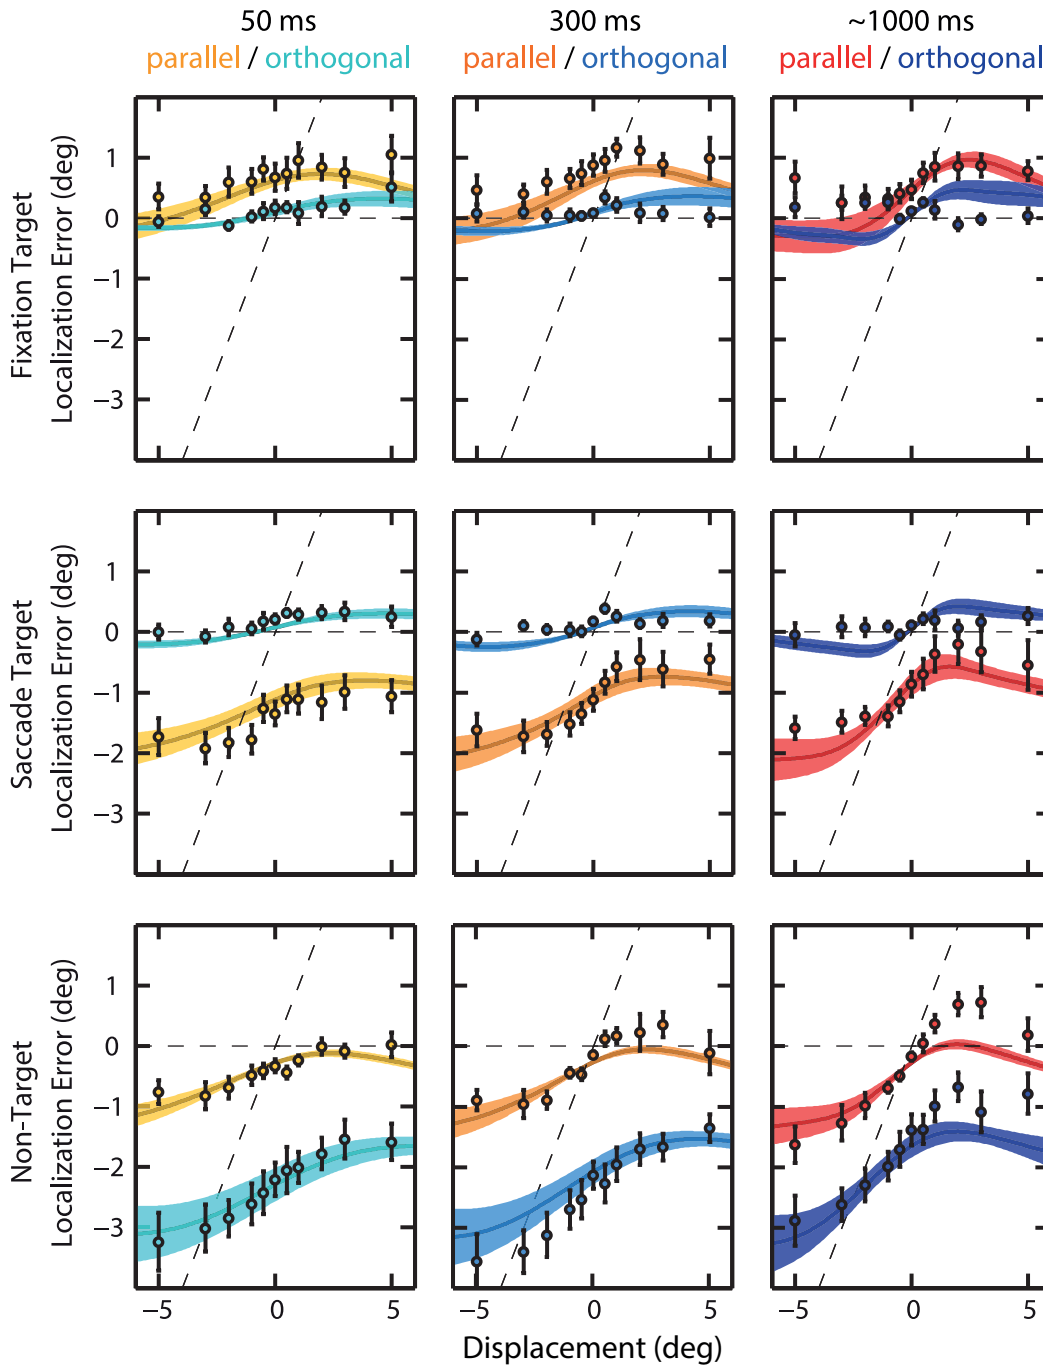 50 ms 300 ms ~1000 ms
parallel / orthogonal parallel / orthogonal parallel / orthogonal
Fixation Target
Localization Error (deg)
1
0
−1
−2
−3
Saccade Target
Localization Error (deg)
1
0
−1
−2
−3
Non-Target
Localization Error (deg)
1
0
−1
−2
−3
−5 0 5 −5 0 5 −5 0 5
Displacement (deg)